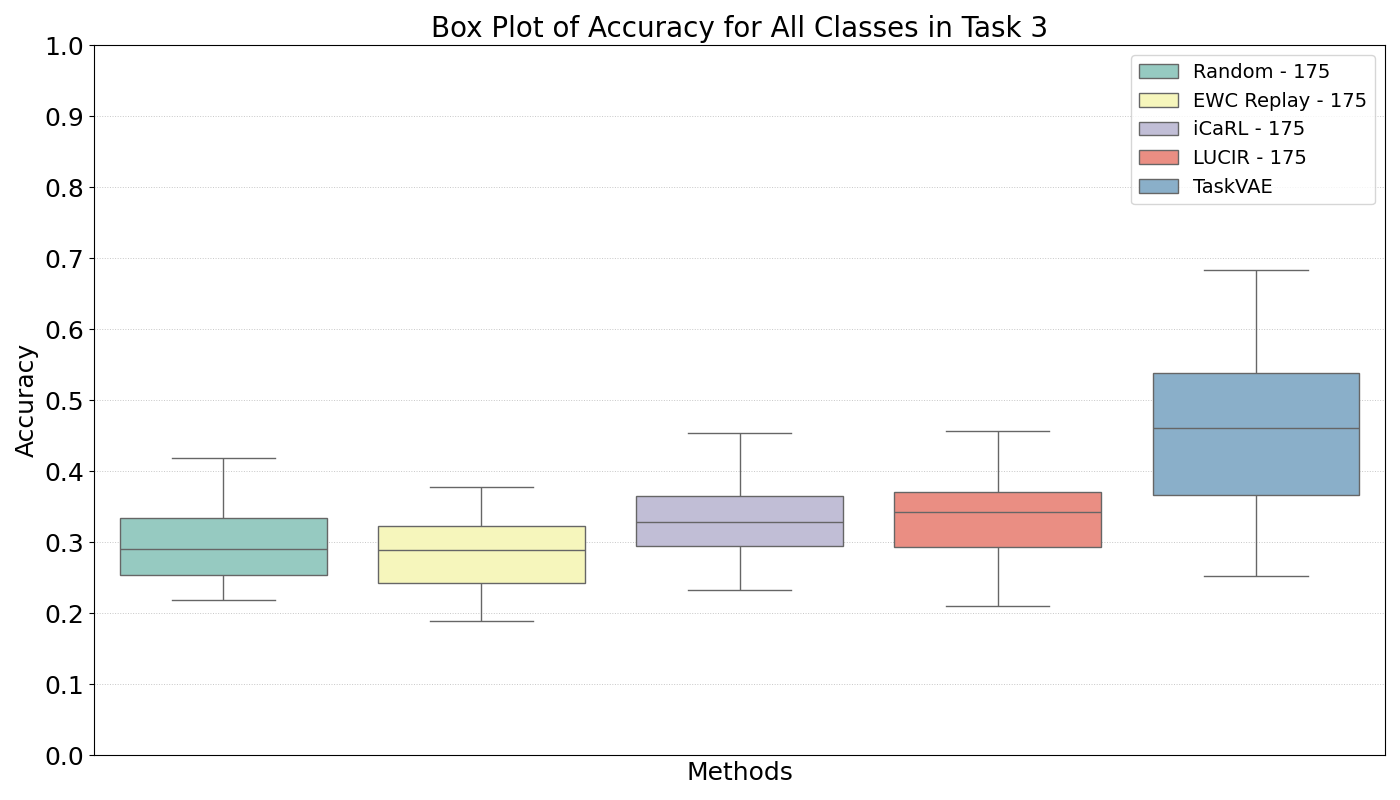 Box Plot of Accuracy for All Classes in Task 3
1.0
0.9
0.8
0.7
0.6
0.5
0.4
0.3
0.2
0.1
0.0
Accuracy
Methods
Random - 175
EWC Replay - 175
iCaRL - 175
LUCIR - 175
TaskVAE